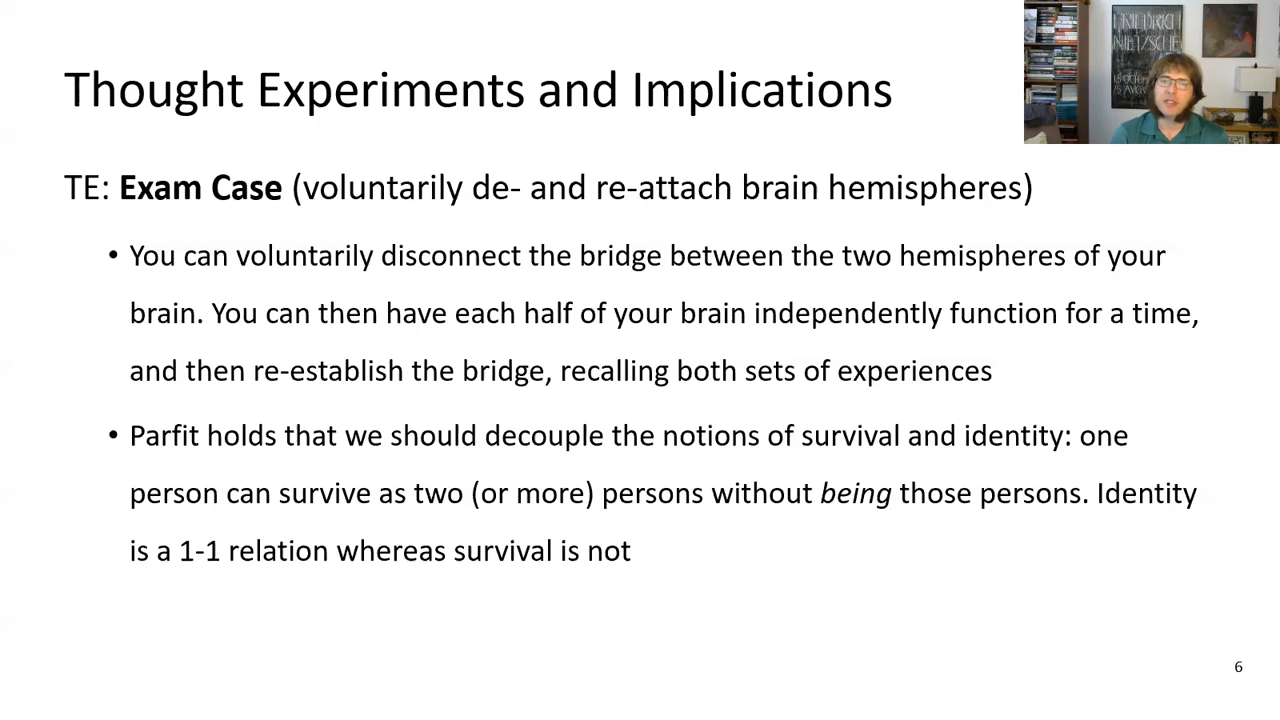 Thought Experiments and Implications
FRIEDRICH
NIETZSCHE
TE: Exam Case (voluntarily de- and re-attach brain hemispheres)
• You can voluntarily disconnect the bridge between the two hemispheres of your
brain. You can then have each half of your brain independently function for a time,
and then re-establish the bridge, recalling both sets of experiences
• Parfit holds that we should decouple the notions of survival and identity: one
person can survive as two (or more) persons without being those persons. Identity
is a 1-1 relation whereas survival is not
6